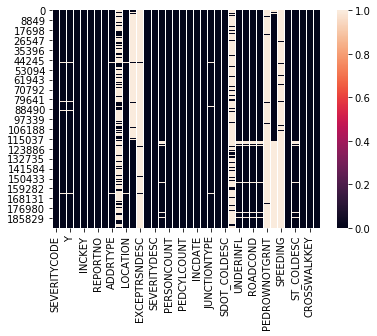 0
8849
17698
26547
35396
44245
53094
61943
70792
79641
88490
97339
106188
115037
123886
132735
141584
150433
159282
168131
176980
185829
1.0
0.8
0.6
0.4
0.2
0.0
SEVERITYCODE
Y
INCKEY
REPORTNO
ADDRTYPE
LOCATION
EXCEPTRSNDESC
SEVERITYDESC
PERSONCOUNT
PEDCYLCOUNT
INCDATE
JUNCTIONTYPE
SDOT_COLDESC
UNDERINFL
ROADCOND
PEDROWNOTGRNT
SPEEDING
ST_COLDESC
CROSSWALKKEY